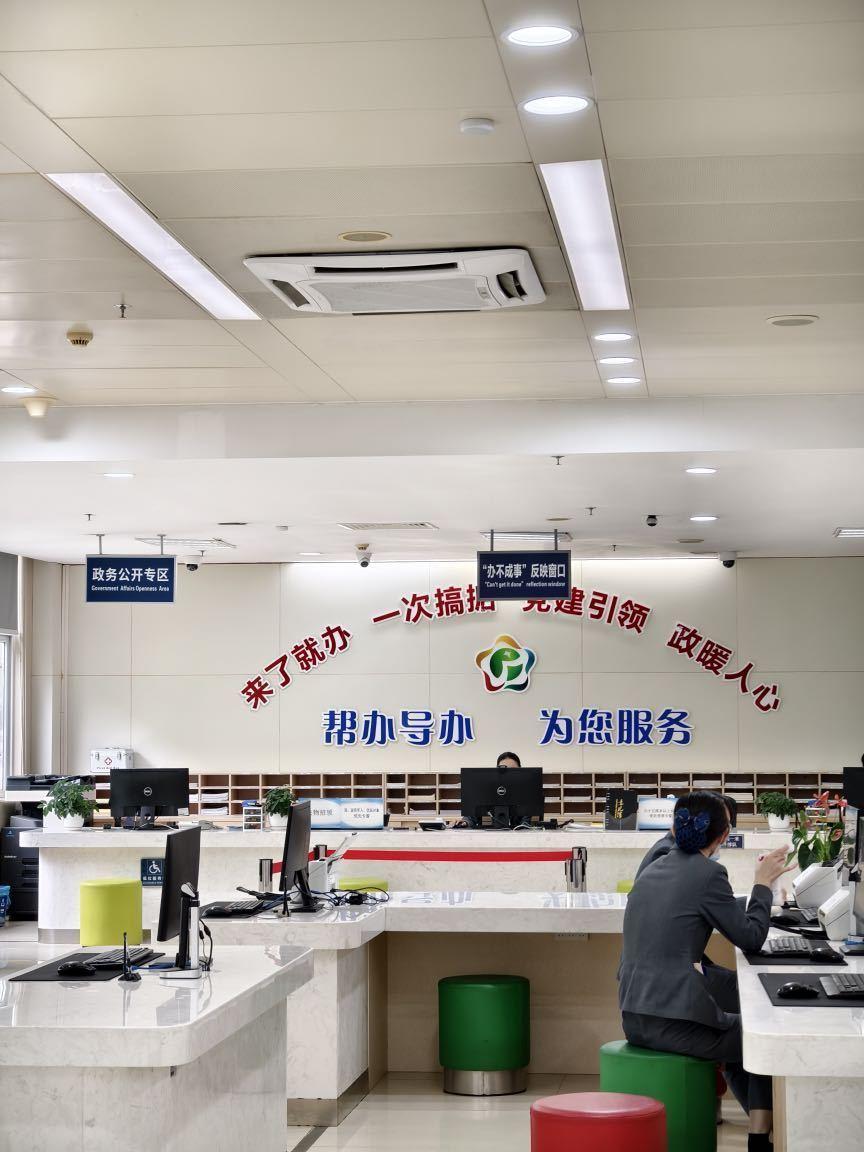 政务公开专区
Government Affairs Openness Area
“办不成事”反映窗口
"Can't get it done" reflection window
来了就办 一次搞掂 党建引领 政暖人心
帮办导办 为您服务
DELL